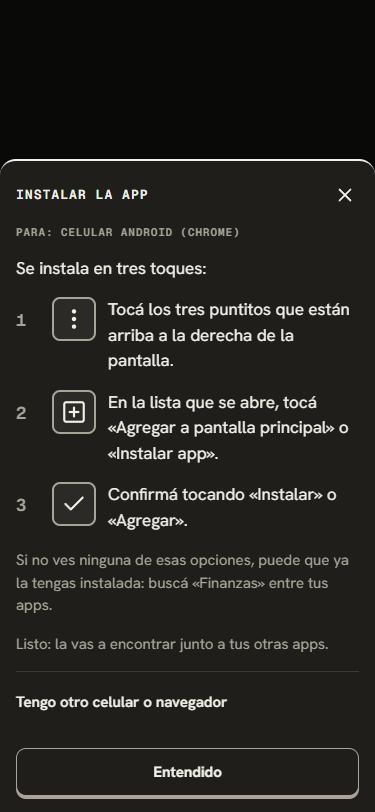 INSTALAR LA APP
PARA: CELULAR ANDROID (CHROME)
Se instala en tres toques:
1
Tocá los tres puntitos que están
arriba a la derecha de la
pantalla.
2
En la lista que se abre, tocá
«Agregar a pantalla principal» o
«Instalar app».
3
Confirmá tocando «Instalar» o
«Agregar».
Si no ves ninguna de esas opciones, puede que ya
la tengas instalada: buscá «Finanzas» entre tus
apps.
Listo: la vas a encontrar junto a tus otras apps.
Tengo otro celular o navegador
Entendido